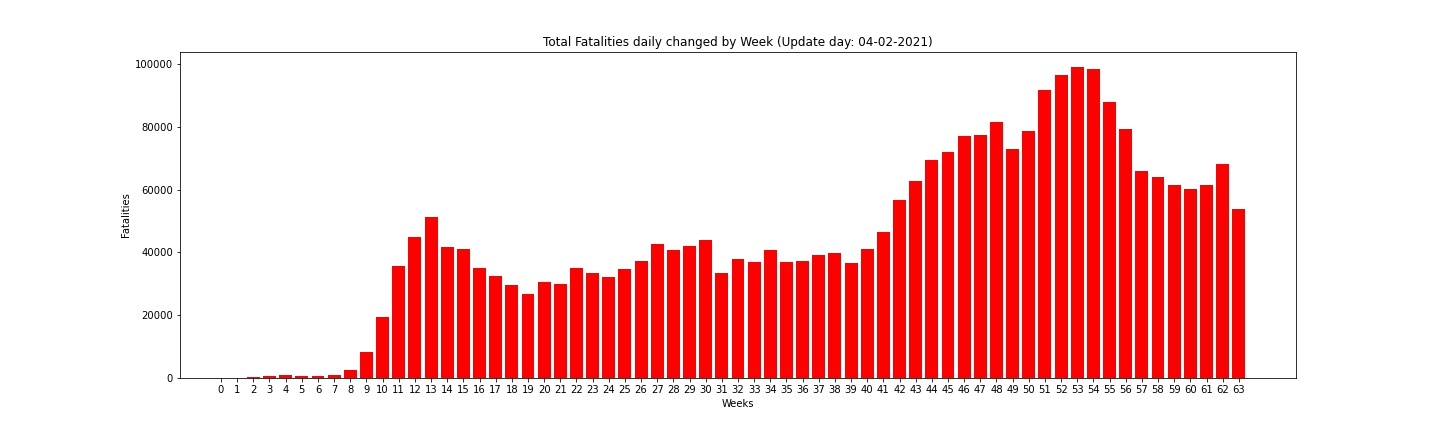 Total Fatalities daily changed by Week (Update day: 04-02-2021)
100000
80000
60000
40000
20000
0
Fatalities
0 1 2 3 4 5 6 7 8 9 10 11 12 13 14 15 16 17 18 19 20 21 22 23 24 25 26 27 28 29 30 31 32 33 34 35 36 37 38 39 40 41 42 43 44 45 46 47 48 49 50 51 52 53 54 55 56 57 58 59 60 61 62 63
Weeks